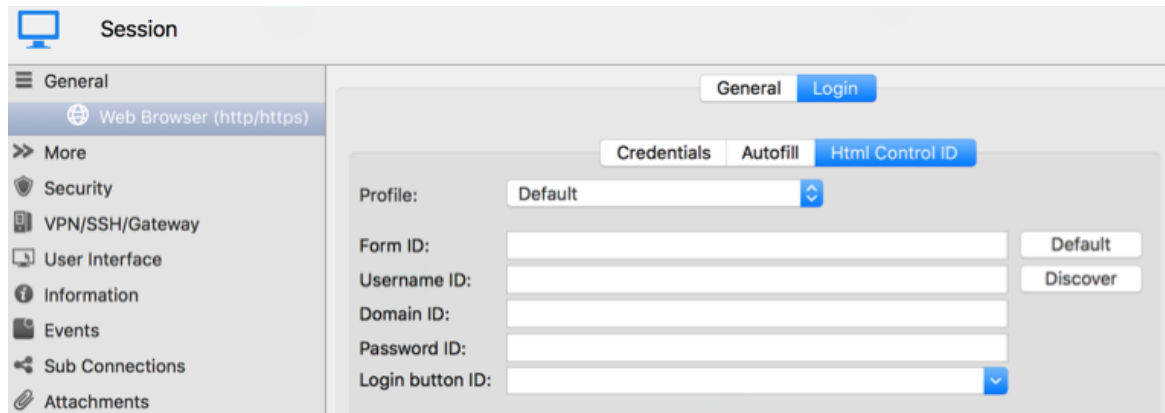 Session
General
Web Browser (http/https)
More
Security
VPN/SSH/Gateway
User Interface
Information
Events
Sub Connections
Attachments
General Login
Credentials Autofill Html Control ID
Profile: Default
Form ID: Default
Username ID: Discover
Domain ID:
Password ID:
Login button ID: